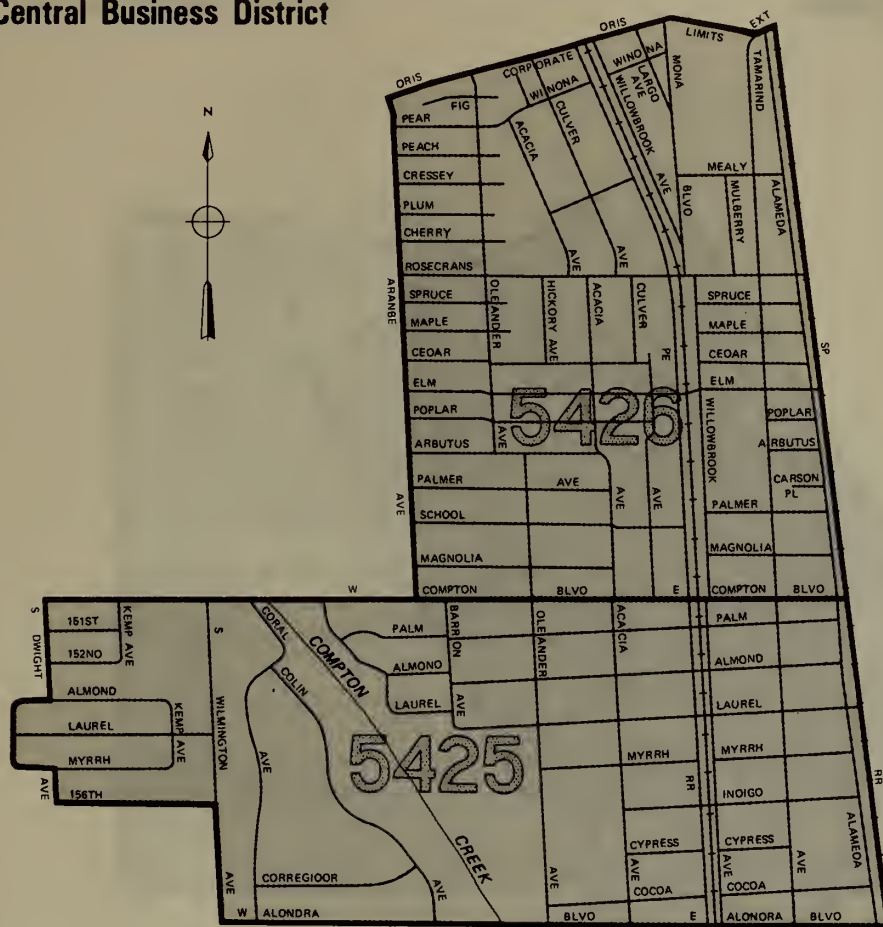 Central Business District
ORIS
LIMITS
EXT
ORIS
CORPORATE
WINONA
MONA
TAMARIND
FIG
WINONA
LARGO AVE
WILLOWBROOK
PEAR
ACACIA
CULVER
PEACH
CRESSEY
MEALY
AVE
PLUM
BLVO
MULBERRY
ALAMEDA
CHERRY
AVE
AVE
ROSECRANS
ARANBE
SPRUCE
OLEANDER
HICKORY AVE
ACACIA
CULVER
SPRUCE
MAPLE
MAPLE
SP
CEOAR
PE
CEOAR
ELM
ELM
5426
POPLAR
WILLOWBROOK
POPLAR
ARBUTUS
AVE
ARBUTUS
PALMER
AVE
CARSON
PL
AVE
AVE
AVE
PALMER
SCHOOL
MAGNOLIA
MAGNOLIA
W
COMPTON
BLVO
E
COMPTON
BLVO
S
151ST
KEMP AVE
S
CORAL
PALM
BARRION
OLEANDER
ACACIA
PALM
DWIGHT
152NO
COMPTON
ALMOND
ALMOND
ALMOND
COLIN
LAUREL
AVE
LAUREL
LAUREL
KEMP AVE
WILMINGTON
MYRRH
AVE
5425
MYRRH
MYRRH
RR
RR
AVE
156TH
INDIGO
ALAMEOA
CYPRESS
CYPRESS
CREEK
AVE
CORREGIOOR
AVE
AVE
AVE
COCOA
AVE
COCOA
AVE
W
ALONDRA
BLVO
E
ALONORA
BLVO
N